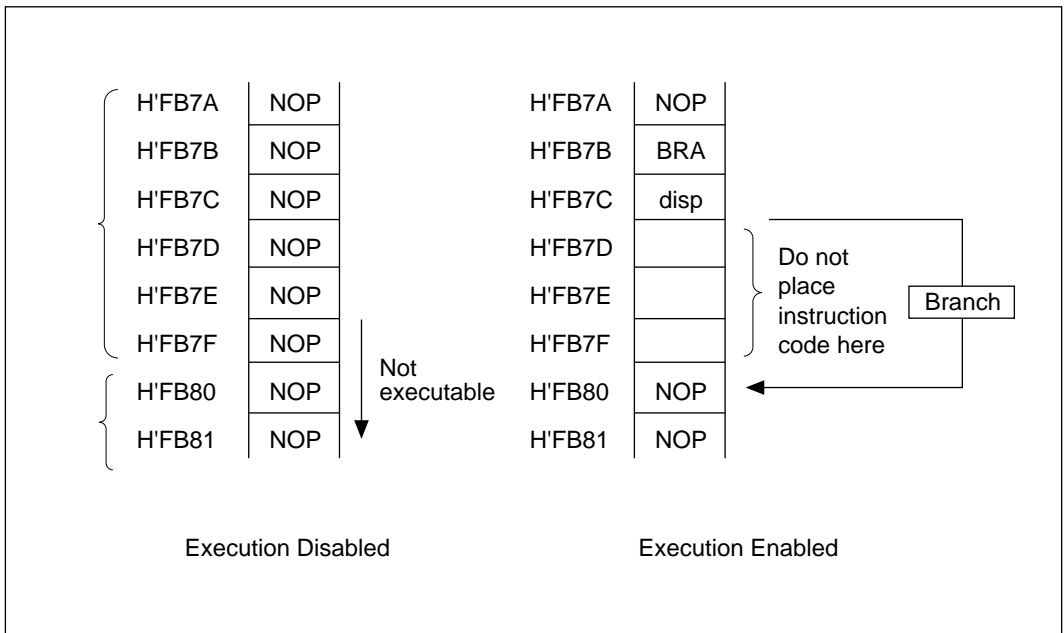 H'FB7A NOP
H'FB7B NOP
H'FB7C NOP
H'FB7D NOP
H'FB7E NOP
H'FB7F NOP
H'FB80 NOP
H'FB81 NOP
Not
executable
Execution Disabled
H'FB7A NOP
H'FB7B BRA
H'FB7C disp
H'FB7D
H'FB7E
H'FB7F
H'FB80 NOP
H'FB81 NOP
Do not
place
instruction
code here
Branch
Execution Enabled